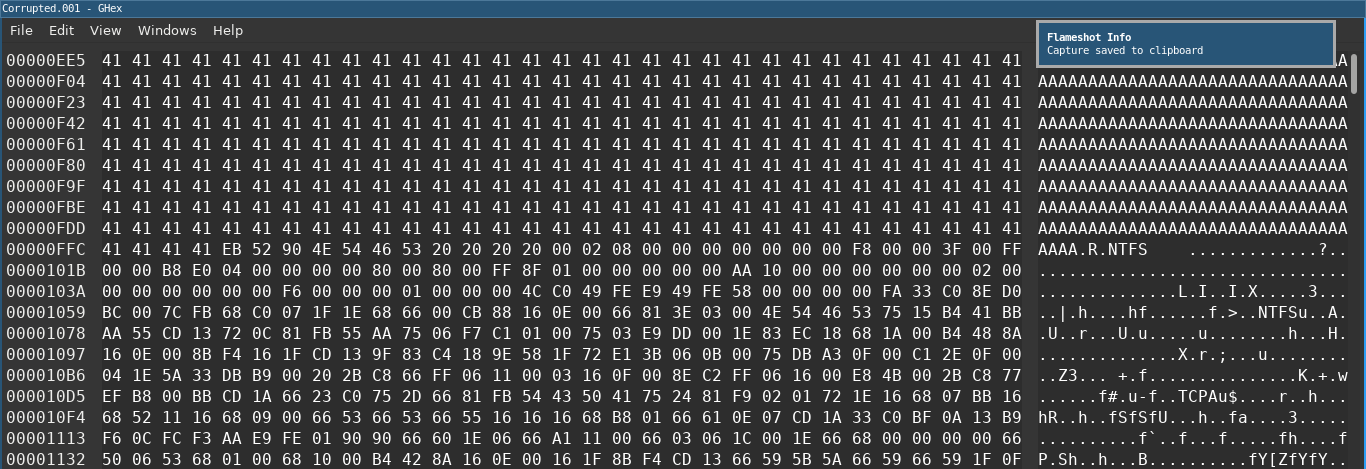 Corrupted.001 - GHex
File Edit View Windows Help
Flameshot Info
Capture saved to clipboard
00000EE5 41 41 41 41 41 41 41 41 41 41 41 41 41 41 41 41 41 41 41 41 41 41 41 41 41 41 41 41 41 41 41 A
00000F04 41 41 41 41 41 41 41 41 41 41 41 41 41 41 41 41 41 41 41 41 41 41 41 41 41 41 41 41 41 41 41 AAAAAAAAAAAAAAAAAAAAAAAAAAAAAAA
00000F23 41 41 41 41 41 41 41 41 41 41 41 41 41 41 41 41 41 41 41 41 41 41 41 41 41 41 41 41 41 41 41 AAAAAAAAAAAAAAAAAAAAAAAAAAAAAAA
00000F42 41 41 41 41 41 41 41 41 41 41 41 41 41 41 41 41 41 41 41 41 41 41 41 41 41 41 41 41 41 41 41 AAAAAAAAAAAAAAAAAAAAAAAAAAAAAAA
00000F61 41 41 41 41 41 41 41 41 41 41 41 41 41 41 41 41 41 41 41 41 41 41 41 41 41 41 41 41 41 41 41 AAAAAAAAAAAAAAAAAAAAAAAAAAAAAAA
00000F80 41 41 41 41 41 41 41 41 41 41 41 41 41 41 41 41 41 41 41 41 41 41 41 41 41 41 41 41 41 41 41 AAAAAAAAAAAAAAAAAAAAAAAAAAAAAAA
00000F9F 41 41 41 41 41 41 41 41 41 41 41 41 41 41 41 41 41 41 41 41 41 41 41 41 41 41 41 41 41 41 41 AAAAAAAAAAAAAAAAAAAAAAAAAAAAAAA
00000FBE 41 41 41 41 41 41 41 41 41 41 41 41 41 41 41 41 41 41 41 41 41 41 41 41 41 41 41 41 41 41 41 AAAAAAAAAAAAAAAAAAAAAAAAAAAAAAA
00000FDD 41 41 41 41 41 41 41 41 41 41 41 41 41 41 41 41 41 41 41 41 41 41 41 41 41 41 41 41 41 41 41 AAAAAAAAAAAAAAAAAAAAAAAAAAAAAAA
00000FFC 41 41 41 41 EB 52 90 4E 54 46 53 20 20 20 20 00 02 08 00 00 00 00 00 00 00 F8 00 00 3F 00 FF AAAA.R.NTFS    .............?..
0000101B 00 00 B8 E0 04 00 00 00 00 80 00 80 00 FF 8F 01 00 00 00 00 00 AA 10 00 00 00 00 00 00 02 00 ...............................
0000103A 00 00 00 00 00 00 F6 00 00 00 01 00 00 00 4C C0 49 FE E9 49 FE 58 00 00 00 00 FA 33 C0 8E D0 ..............L.I..I.X.....3...
00001059 BC 00 7C FB 68 C0 07 1F 1E 68 66 00 CB 88 16 0E 00 66 81 3E 03 00 4E 54 46 53 75 15 B4 41 BB ..|.h....hf......f.>..NTFSu..A.
00001078 AA 55 CD 13 72 0C 81 FB 55 AA 75 06 F7 C1 01 00 75 03 E9 DD 00 1E 83 EC 18 68 1A 00 B4 48 8A .U..r...U.u.....u........h...H.
00001097 16 0E 00 8B F4 16 1F CD 13 9F 83 C4 18 9E 58 1F 72 E1 3B 06 0B 00 75 DB A3 0F 00 C1 2E 0F 00 ..............X.r.;...u........
000010B6 04 1E 5A 33 DB B9 00 20 2B C8 66 FF 06 11 00 03 16 0F 00 8E C2 FF 06 16 00 E8 4B 00 2B C8 77 ..Z3... +.f...............K.+.w
000010D5 EF B8 00 BB CD 1A 66 23 C0 75 2D 66 81 FB 54 43 50 41 75 24 81 F9 02 01 72 1E 16 68 07 BB 16 ......f#.u-f..TCPAu$....r..h...
000010F4 68 52 11 16 68 09 00 66 53 66 53 66 55 16 16 16 68 B8 01 66 61 0E 07 CD 1A 33 C0 BF 0A 13 B9 hR..h..fSfSfU...h..fa....3.....
00001113 F6 0C FC F3 AA E9 FE 01 90 90 66 60 1E 06 66 A1 11 00 66 03 06 1C 00 1E 66 68 00 00 00 00 66 ..........f`..f...f.....fh....f
00001132 50 06 53 68 01 00 68 10 00 B4 42 8A 16 0E 00 16 1F 8B F4 CD 13 66 59 5B 5A 66 59 66 59 1F 0F P.Sh..h...B..........fY[ZfYfY..